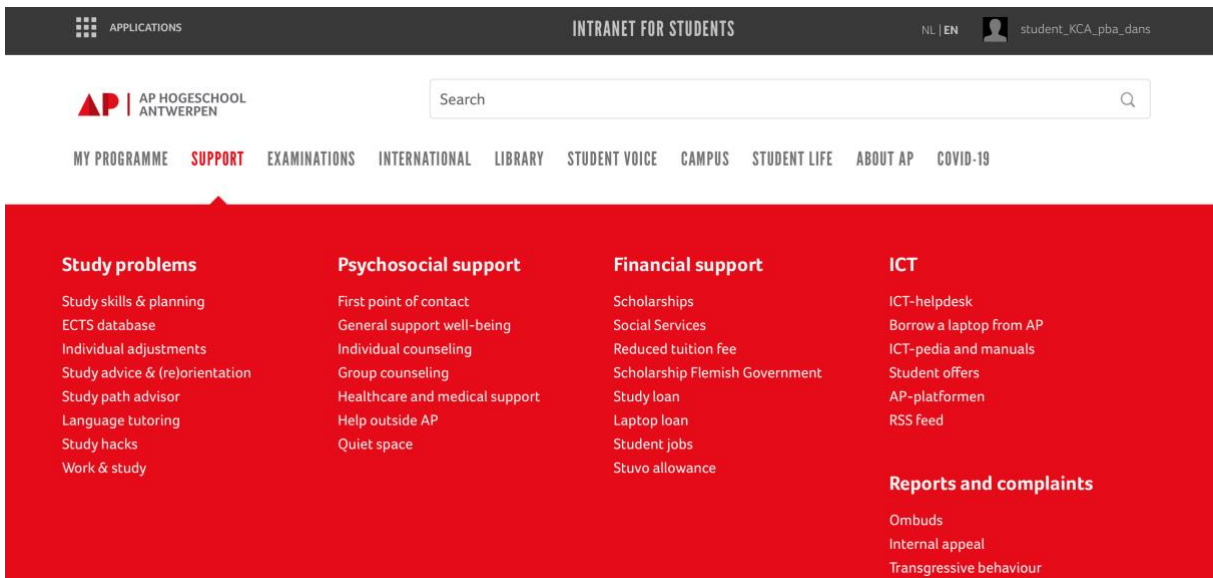 APPLICATIONS
INTRANET FOR STUDENTS
NL | EN
student_KCA_pba_dans
AP | AP HOGESCHOOL
ANTWERPEN
Search
MY PROGRAMME SUPPORT EXAMINATIONS INTERNATIONAL LIBRARY STUDENT VOICE CAMPUS STUDENT LIFE ABOUT AP COVID-19
Study problems
Study skills & planning
ECTS database
Individual adjustments
Study advice & (re)orientation
Study path advisor
Language tutoring
Study hacks
Work & study
Psychosocial support
First point of contact
General support well-being
Individual counseling
Group counseling
Healthcare and medical support
Help outside AP
Quiet space
Financial support
Scholarships
Social Services
Reduced tuition fee
Scholarship Flemish Government
Study loan
Laptop loan
Student jobs
Stuvo allowance
ICT
ICT-helpdesk
Borrow a laptop from AP
ICT-pedia and manuals
Student offers
AP-platformen
RSS feed
Reports and complaints
Ombuds
Internal appeal
Transgressive behaviour